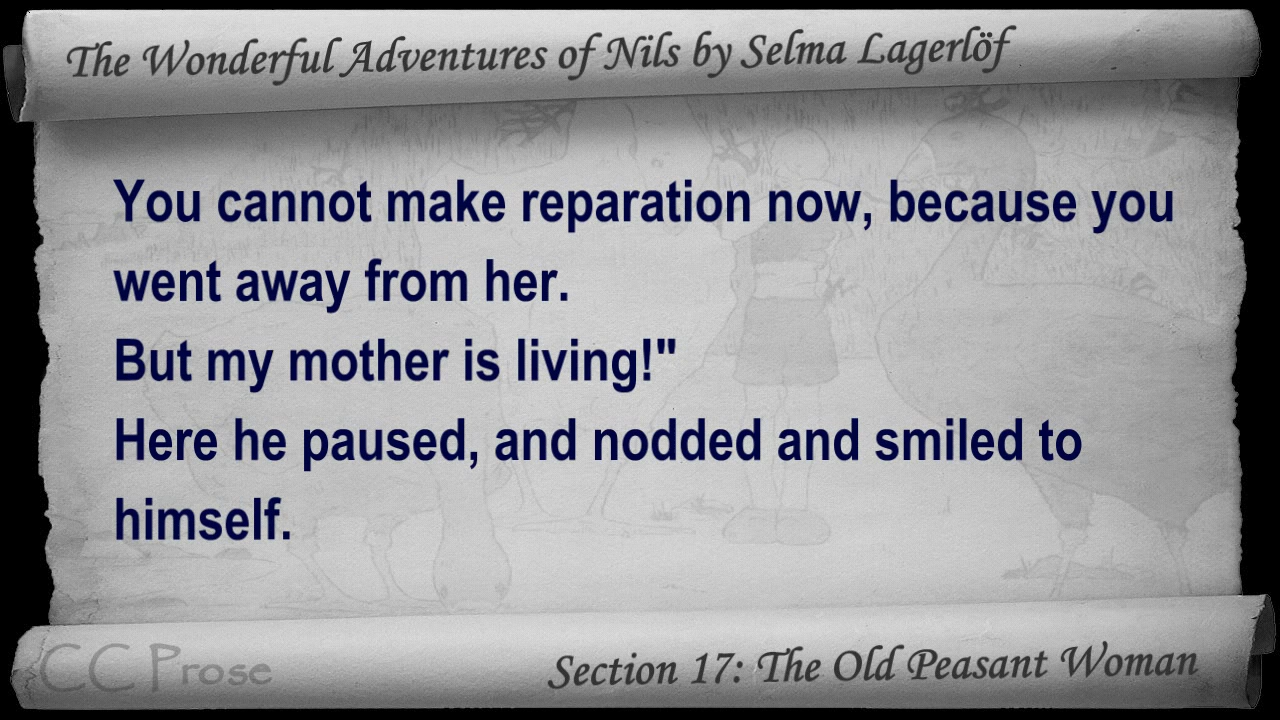 The Wonderful Adventures of Nils by Selma Lagerlöf
You cannot make reparation now, because you
went away from her.
But my mother is living!"
Here he paused, and nodded and smiled to
himself.
CC Prose
Section 17: The Old Peasant Woman